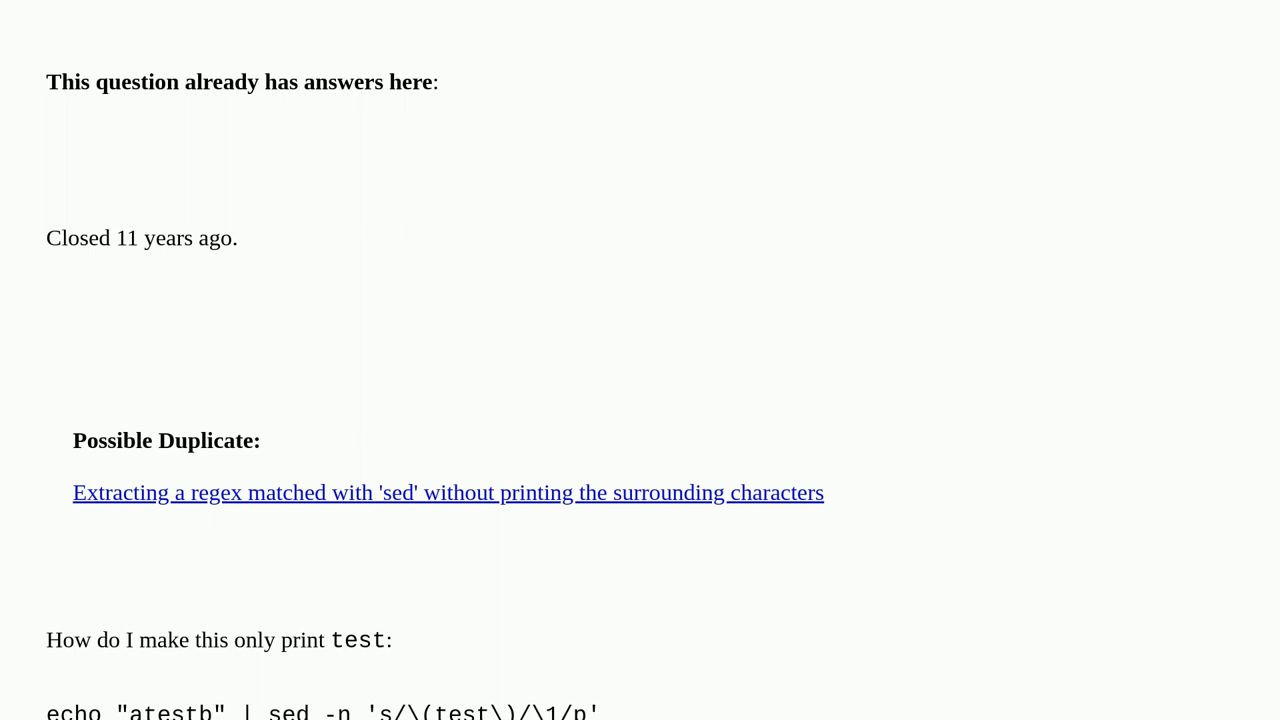 This question already has answers here:
Closed 11 years ago.
Possible Duplicate:
Extracting a regex matched with 'sed' without printing the surrounding characters
How do I make this only print test:
echo "atestb" | sed -n 's/\(test\)/\1/p'